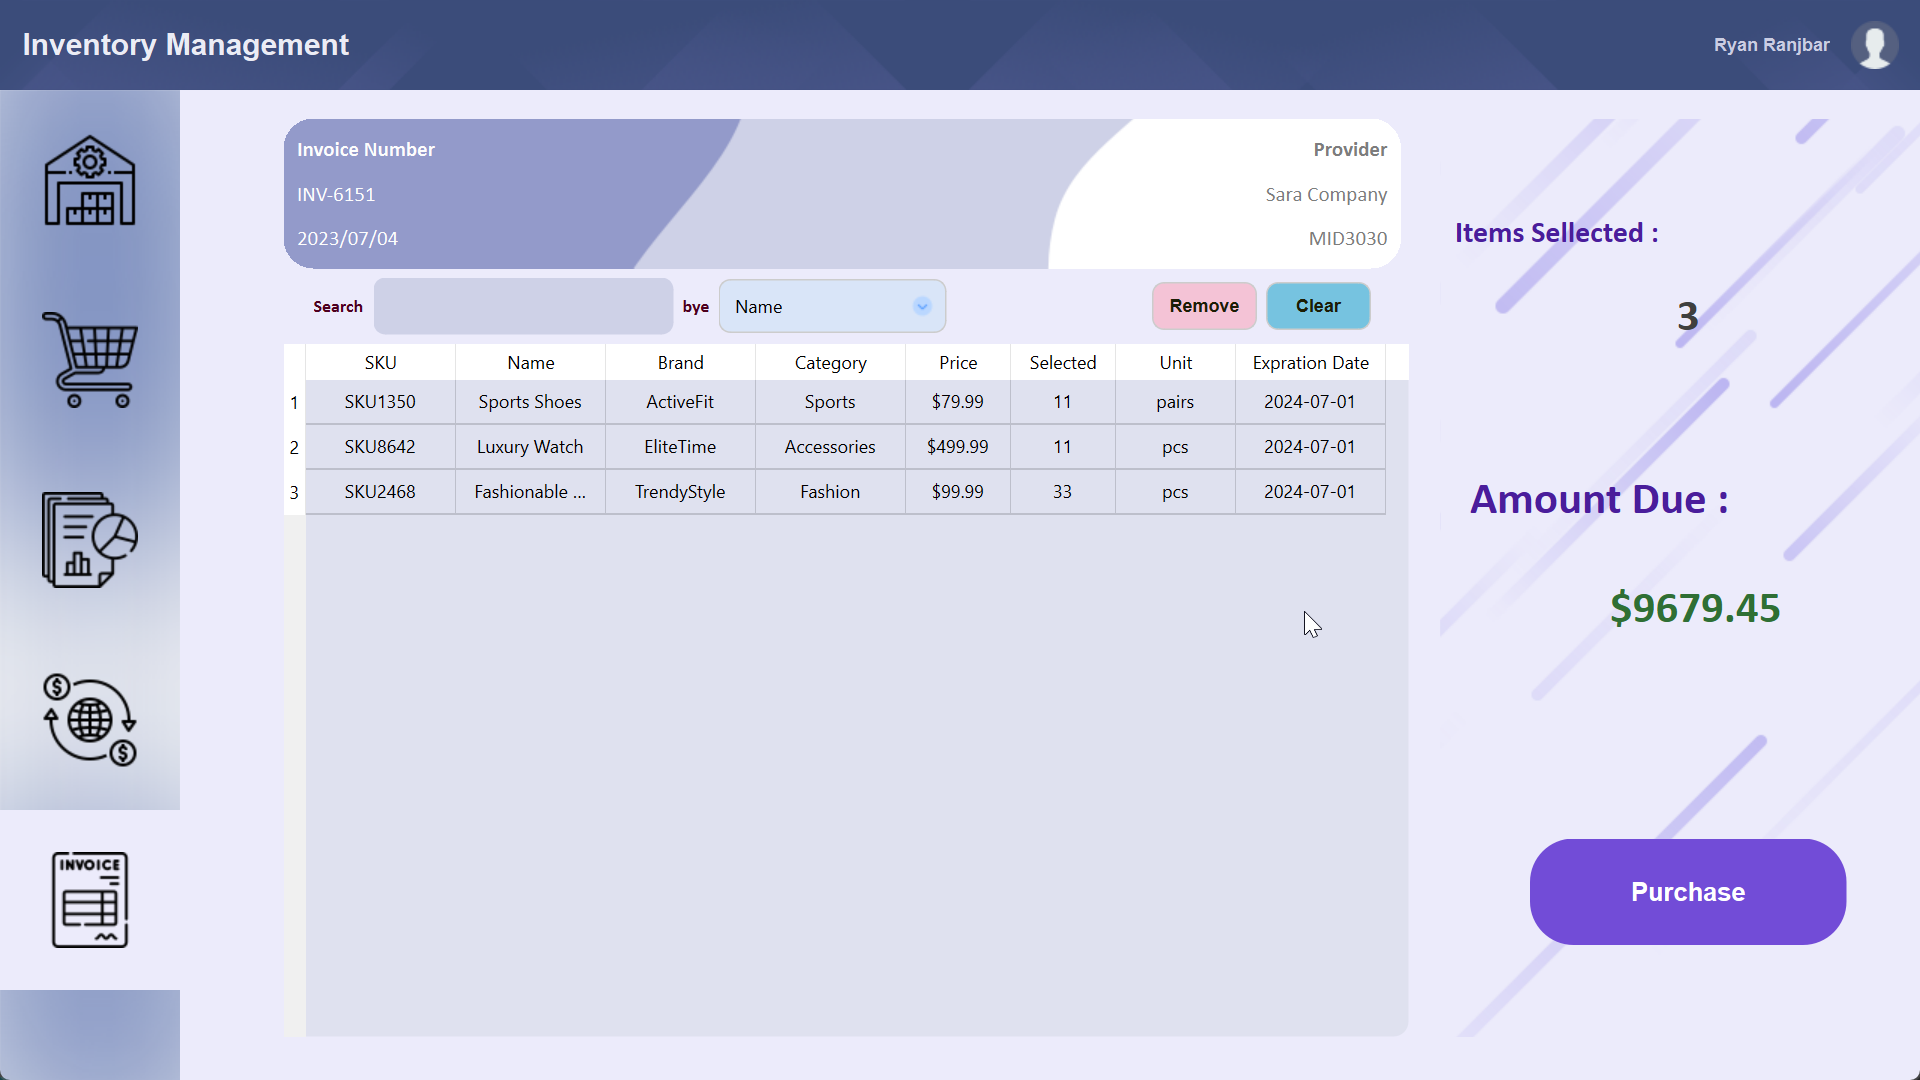 Inventory Management
Ryan Ranjbar
Invoice Number
Provider
INV-6151
Sara Company
2023/07/04
MID3030
Items Sellected :
3
Search
bye
Name
Remove
Clear
SKU Name Brand Category Price Selected Unit Expration Date
1 SKU1350 Sports Shoes ActiveFit Sports $79.99 11 pairs 2024-07-01
2 SKU8642 Luxury Watch EliteTime Accessories $499.99 11 pcs 2024-07-01
3 SKU2468 Fashionable ... TrendyStyle Fashion $99.99 33 pcs 2024-07-01
Amount Due :
$9679.45
INVOICE
Purchase